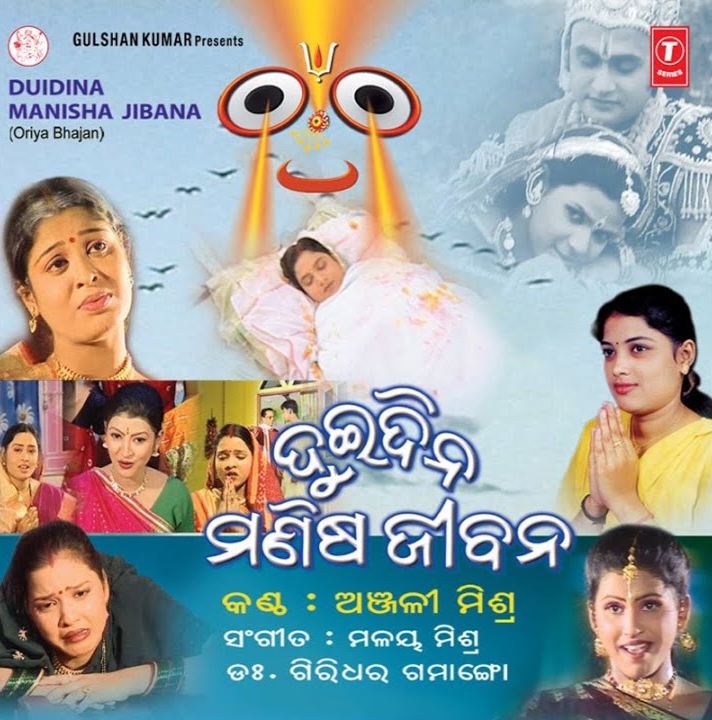 GULSHAN KUMAR Presents
T
SERIES
DUIDINA
MANISHA JIBANA
(Oriya Bhajan)
ଦୁଇଦିନ
ମଣିଷ ଜୀବନ
କଣ୍ଠ : ଅଞ୍ଜଳୀ ମିଶ୍ର
ସଂଗୀତ : ମଳୟ ମିଶ୍ର
ଡଃ. ଗିରିଧର ଗମାଙ୍ଗୋ